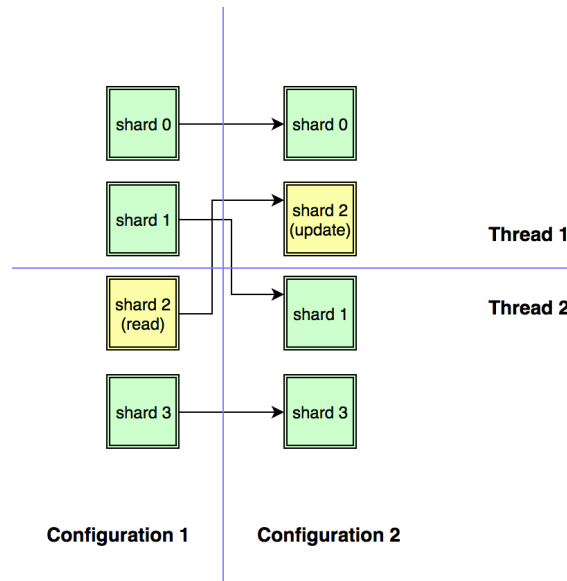 shard 0
shard 0
shard 1
shard 2
(update)
Thread 1
shard 2
(read)
shard 1
Thread 2
shard 3
shard 3
Configuration 1
Configuration 2